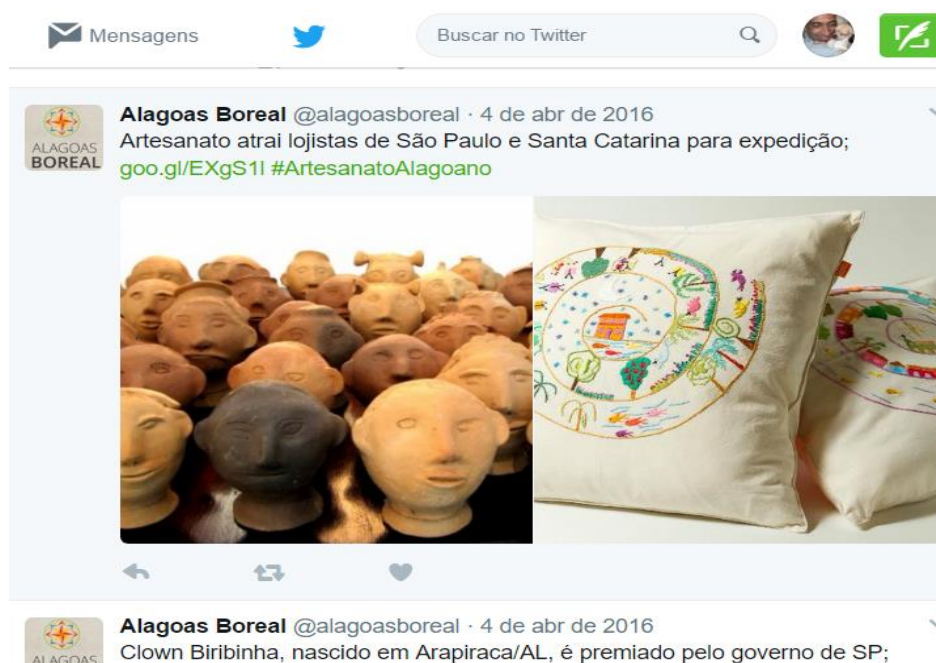 Mensagens
Buscar no Twitter
ALAGOAS
BOREAL
Alagoas Boreal @alagoasboreal · 4 de abr de 2016
Artesanato atrai lojistas de São Paulo e Santa Catarina para expedição;
goo.gl/EXgS1l #ArtesanatoAlagoano
ALAGOAS
Alagoas Boreal @alagoasboreal · 4 de abr de 2016
Clown Biribinha, nascido em Arapiraca/AL, é premiado pelo governo de SP;